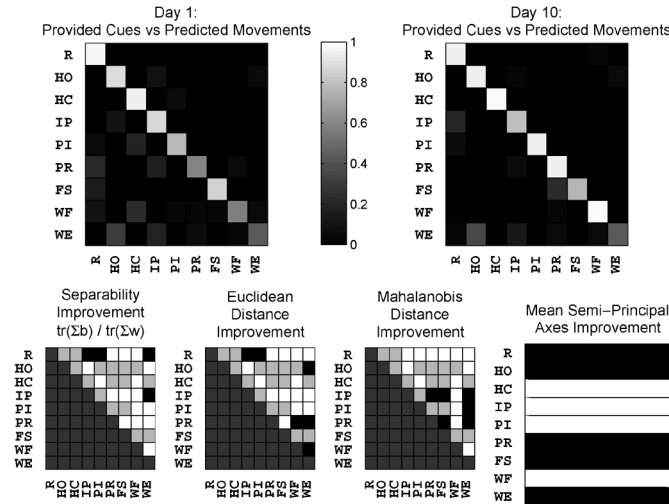 Day 1:
Provided Cues vs Predicted Movements
R
HO
HC
IP
PI
PR
FS
WF
WE
R HO HC IP PI PR FS WF WE
1
0.8
0.6
0.4
0.2
0
Day 10:
Provided Cues vs Predicted Movements
R
HO
HC
IP
PI
PR
FS
WF
WE
R HO HC IP PI PR FS WF WE
Separability
Improvement
tr(Σb) / tr(Σw)
R
HO
HC
IP
PI
PR
FS
WF
WE
R HO HC IP PI PR FS WF WE
Euclidean
Distance
Improvement
R
HO
HC
IP
PI
PR
FS
WF
WE
R HO HC IP PI PR FS WF WE
Mahalanobis
Distance
Improvement
R
HO
HC
IP
PI
PR
FS
WF
WE
R HO HC IP PI PR FS WF WE
Mean Semi−Principal
Axes Improvement
R
HO
HC
IP
PI
PR
FS
WF
WE